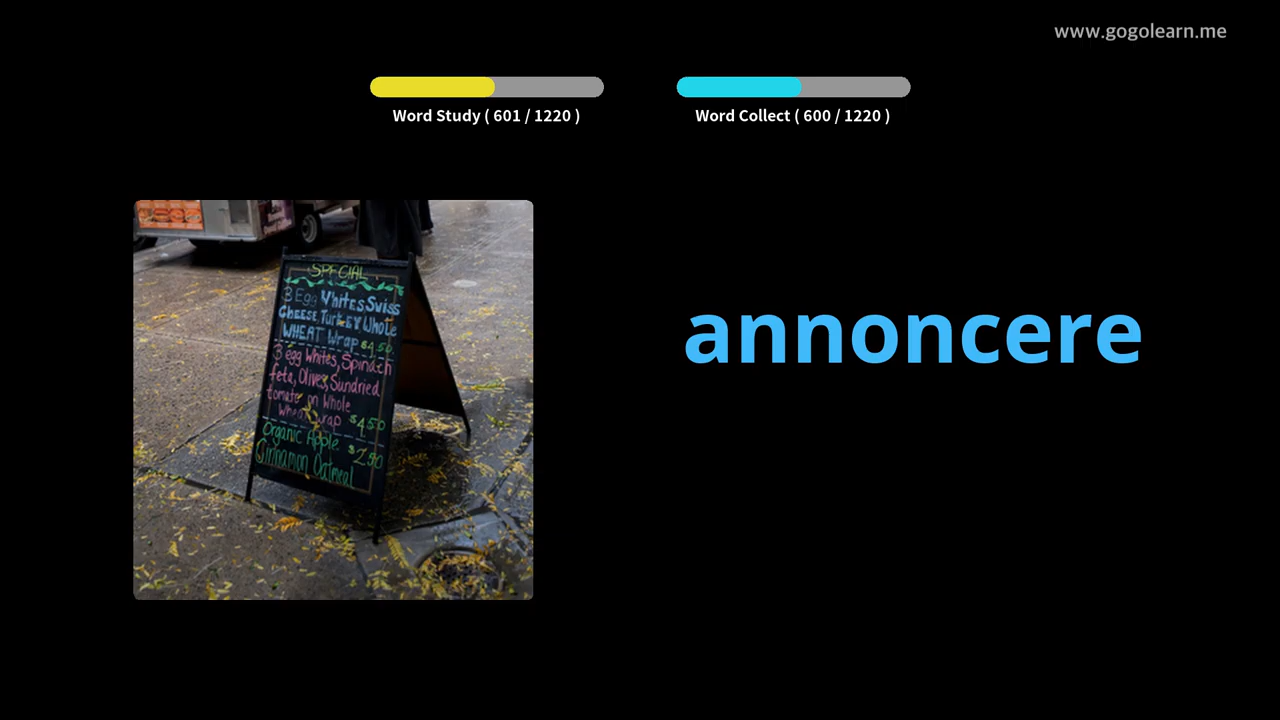 www.gogolearn.me
Word Study ( 601 / 1220 )
Word Collect ( 600 / 1220 )
SPECIAL
3 Egg Whites, Swiss
Cheese, Turkey Whole
WHEAT Wrap $4.50
3 egg Whites, Spinach
feta, Olives, Sundried
tomato on Whole
Wheat Wrap $4.50
Organic Apple
Cinnamon Oatmeal $2.50
annoncere